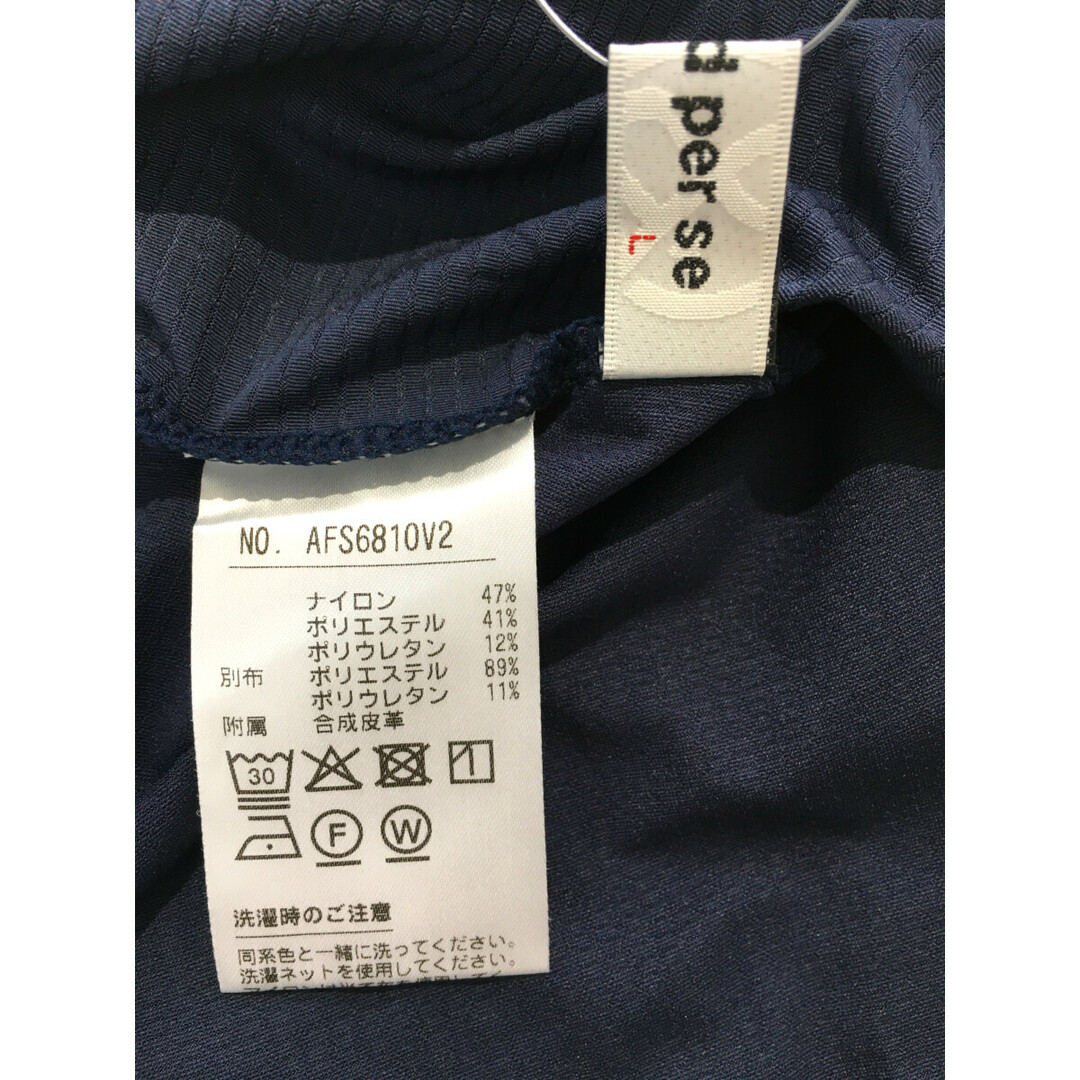 d per se
L
NO. AFS6810V2
ナイロン 47%
ポリエステル 41%
ポリウレタン 12%
別布 ポリエステル 89%
ポリウレタン 11%
附属 合成皮革
30
F W
洗濯時のご注意
同系色と一緒に洗ってください。
洗濯ネットを使用してください。